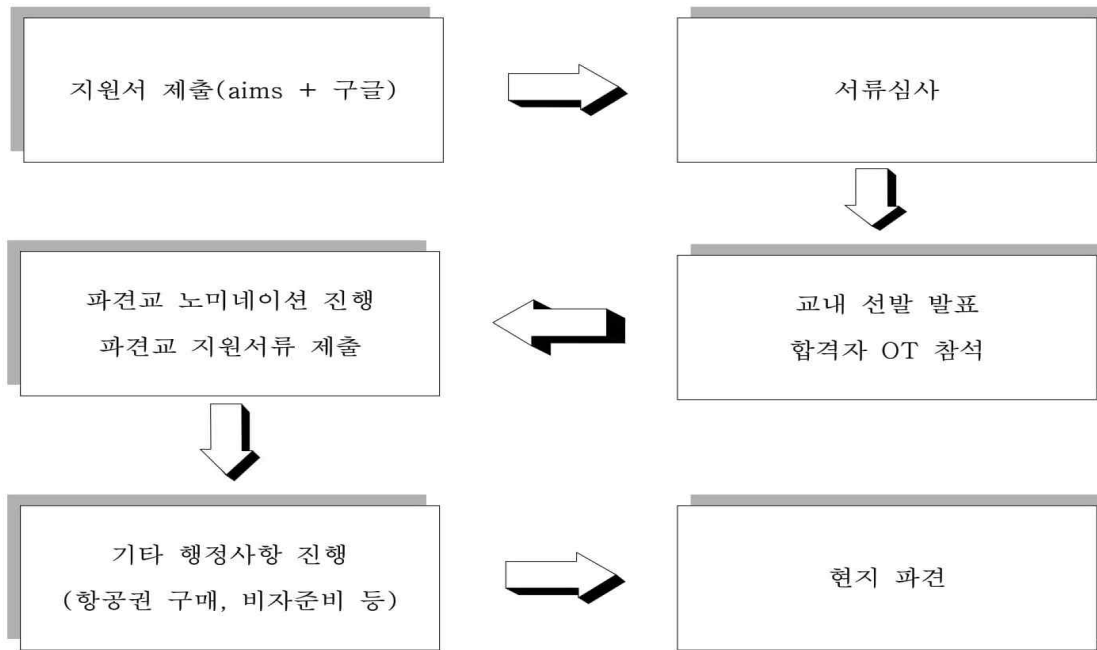 지원서 제출(aims + 구글)
서류심사
교내 선발 발표
합격자 OT 참석
파견교 노미네이션 진행
파견교 지원서류 제출
기타 행정사항 진행
(항공권 구매, 비자준비 등)
현지 파견